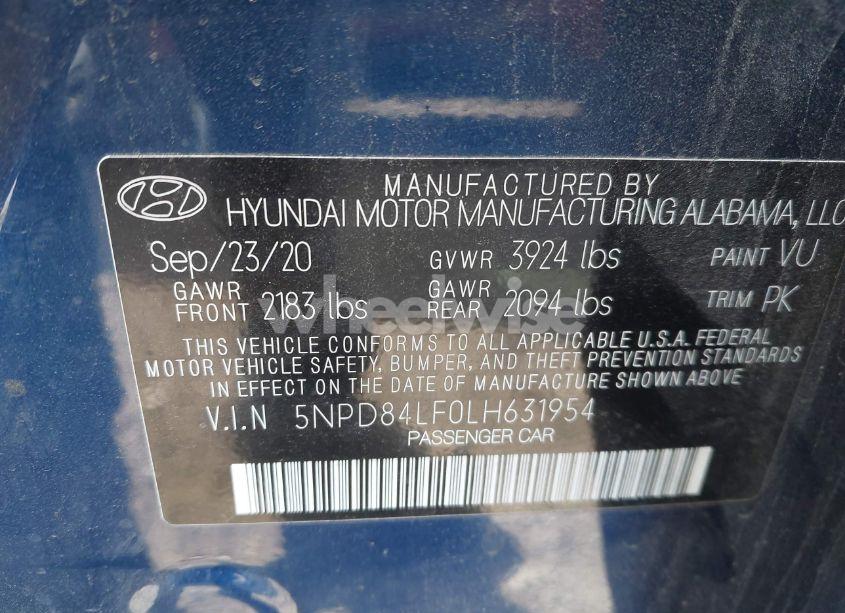 MANUFACTURED BY
HYUNDAI MOTOR MANUFACTURING ALABAMA, LLC
Sep/23/20 GVWR 3924 lbs PAINT VU
GAWR FRONT 2183 lbs GAWR REAR 2094 lbs TRIM PK
wheelwise
THIS VEHICLE CONFORMS TO ALL APPLICABLE U.S.A. FEDERAL
MOTOR VEHICLE SAFETY, BUMPER, AND THEFT PREVENTION STANDARDS
IN EFFECT ON THE DATE OF MANUFACTURE SHOWN ABOVE
V.I.N 5NPD84LF0LH631954
PASSENGER CAR